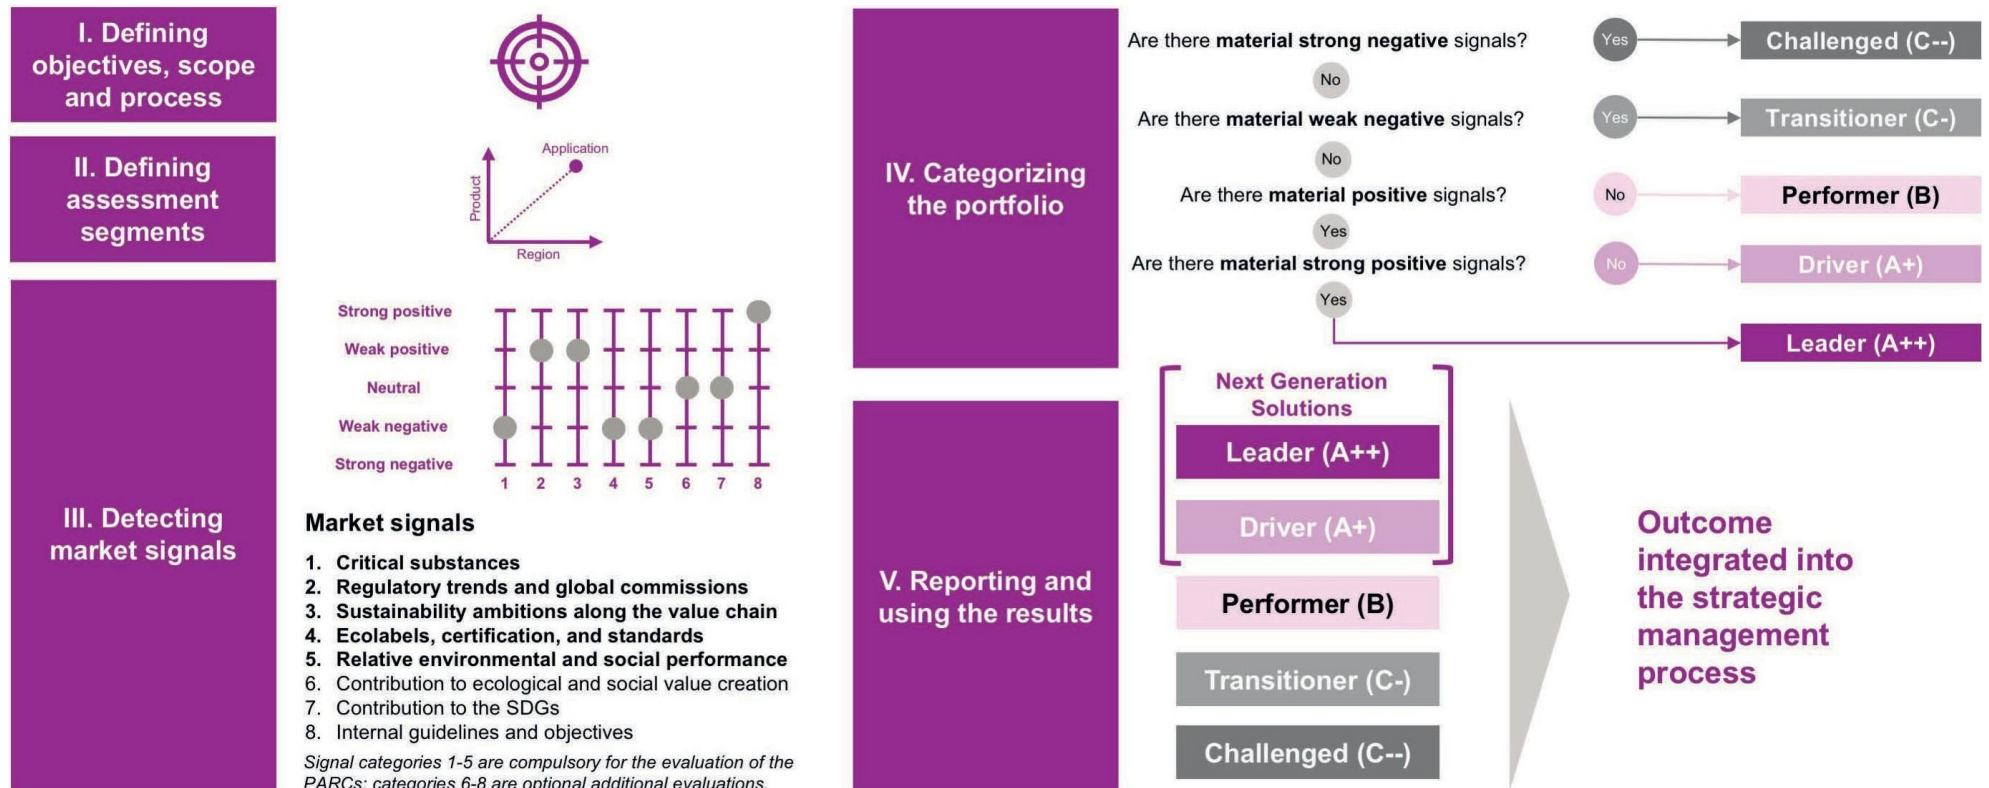 I. Defining
objectives, scope
and process
II. Defining
assessment
segments
Application
Product
Region
III. Detecting
market signals
Strong positive
Weak positive
Neutral
Weak negative
Strong negative
1 2 3 4 5 6 7 8
Market signals
1. Critical substances
2. Regulatory trends and global commissions
3. Sustainability ambitions along the value chain
4. Ecolabels, certification, and standards
5. Relative environmental and social performance
6. Contribution to ecological and social value creation
7. Contribution to the SDGs
8. Internal guidelines and objectives
Signal categories 1-5 are compulsory for the evaluation of the
PARCs; categories 6-8 are optional additional evaluations.
IV. Categorizing
the portfolio
Are there material strong negative signals?
Yes
Challenged (C--)
No
Are there material weak negative signals?
Yes
Transitioner (C-)
No
Are there material positive signals?
No
Performer (B)
Yes
Are there material strong positive signals?
No
Driver (A+)
Yes
Leader (A++)
V. Reporting and
using the results
Next Generation
Solutions
Leader (A++)
Driver (A+)
Performer (B)
Transitioner (C-)
Challenged (C--)
Outcome
integrated into
the strategic
management
process